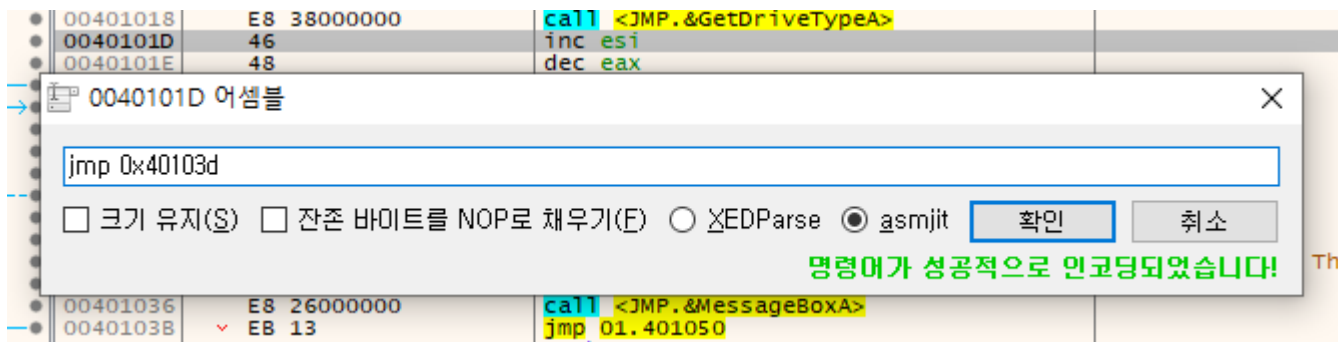 00401018 E8 38000000 call <JMP.&GetDriveTypeA>
0040101D 46 inc esi
0040101E 48 dec eax
0040101D 어셈블
jmp 0x40103d
크기 유지(S) 잔존 바이트를 NOP로 채우기(F) XEDParse asmjit 확인 취소
명령어가 성공적으로 인코딩되었습니다! Th
00401036 E8 26000000 call <JMP.&MessageBoxA>
0040103B EB 13 jmp 01.401050